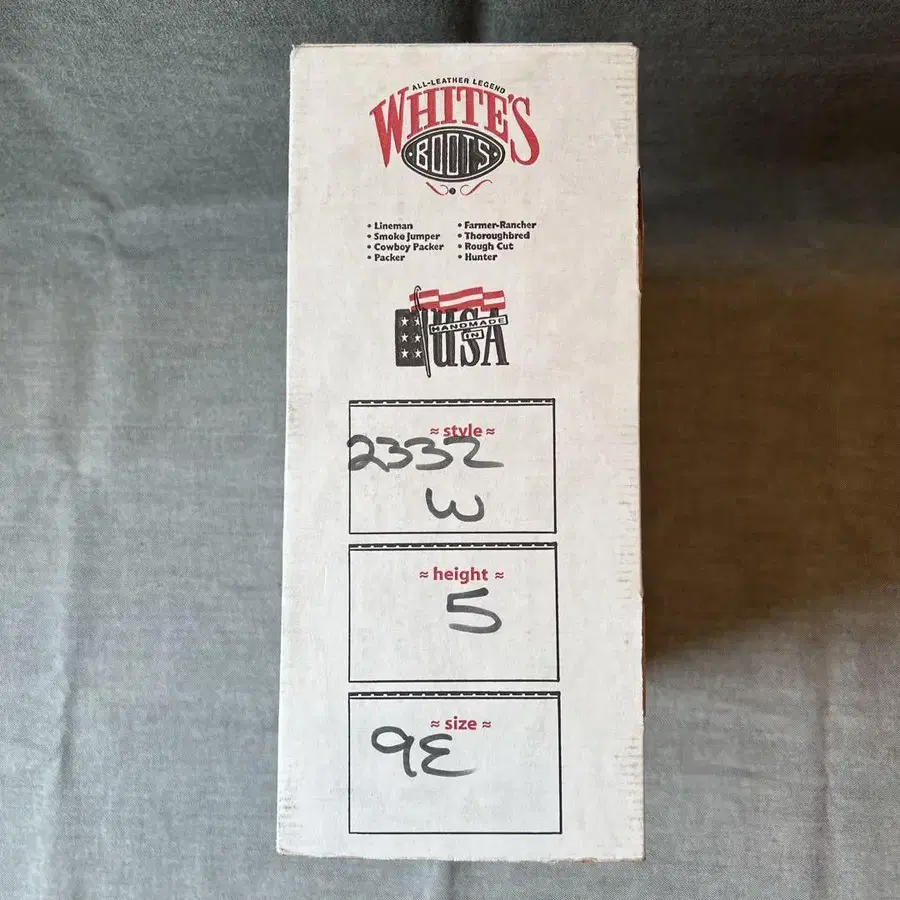 ALL-LEATHER LEGEND
WHITE'S
BOOTS
• Lineman
• Smoke Jumper
• Cowboy Packer
• Packer
• Farmer-Rancher
• Thoroughbred
• Rough Cut
• Hunter
HANDMADE
IN
USA
≈ style ≈
2332
W
≈ height ≈
5
≈ size ≈
9E